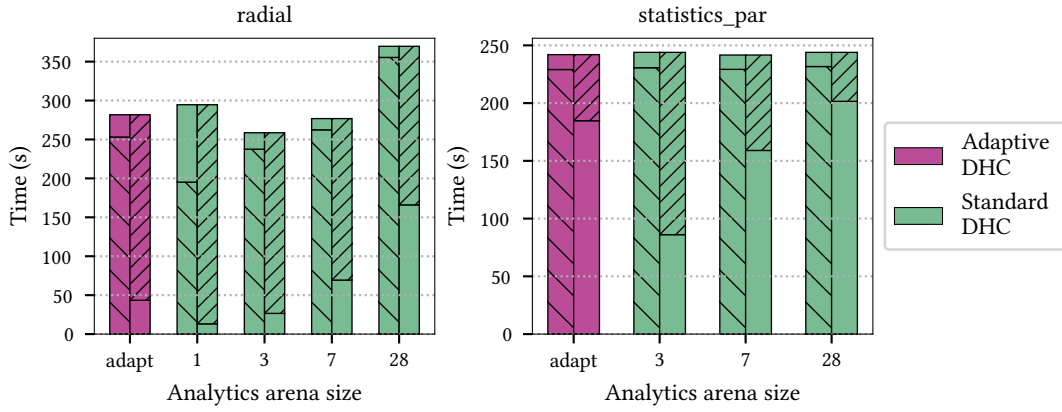 radial
statistics_par
350
300
250
200
150
100
50
0
Time (s)
adapt
1
3
7
28
Analytics arena size
250
200
150
100
50
0
Time (s)
adapt
3
7
28
Analytics arena size
Adaptive
DHC
Standard
DHC